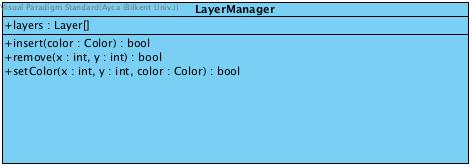 Visual Paradigm Standard(Ayca (Bilkent Univ.))
LayerManager
+layers : Layer[]
+insert(color : Color) : bool
+remove(x : int, y : int) : bool
+setColor(x : int, y : int, color : Color) : bool